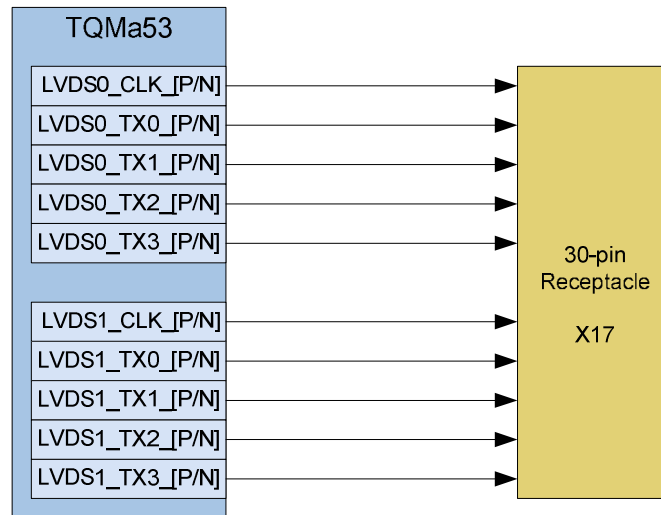 TQMa53
LVDS0_CLK_[P/N]
LVDS0_TX0_[P/N]
LVDS0_TX1_[P/N]
LVDS0_TX2_[P/N]
LVDS0_TX3_[P/N]
LVDS1_CLK_[P/N]
LVDS1_TX0_[P/N]
LVDS1_TX1_[P/N]
LVDS1_TX2_[P/N]
LVDS1_TX3_[P/N]
30-pin
Receptacle
X17